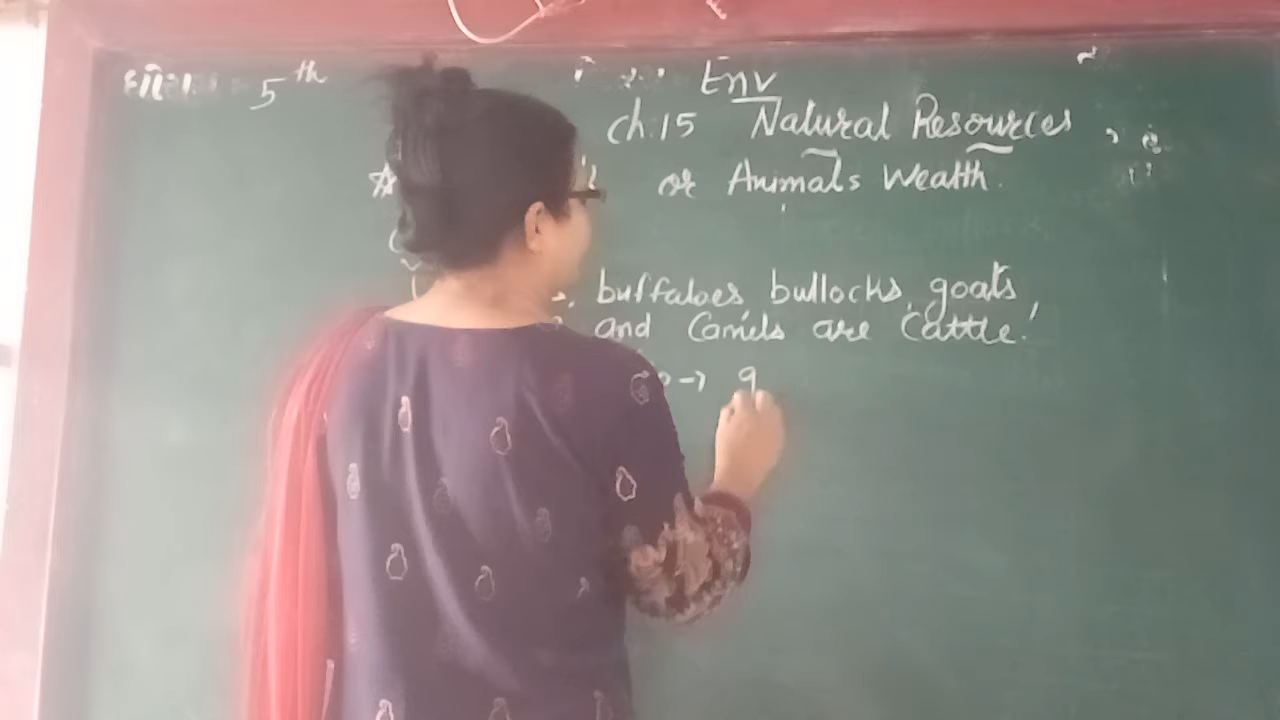 5th
Env
ch.15 Natural Resources
or Animals Wealth.
buffaloes, bullocks, goats
and Camels are Cattle.